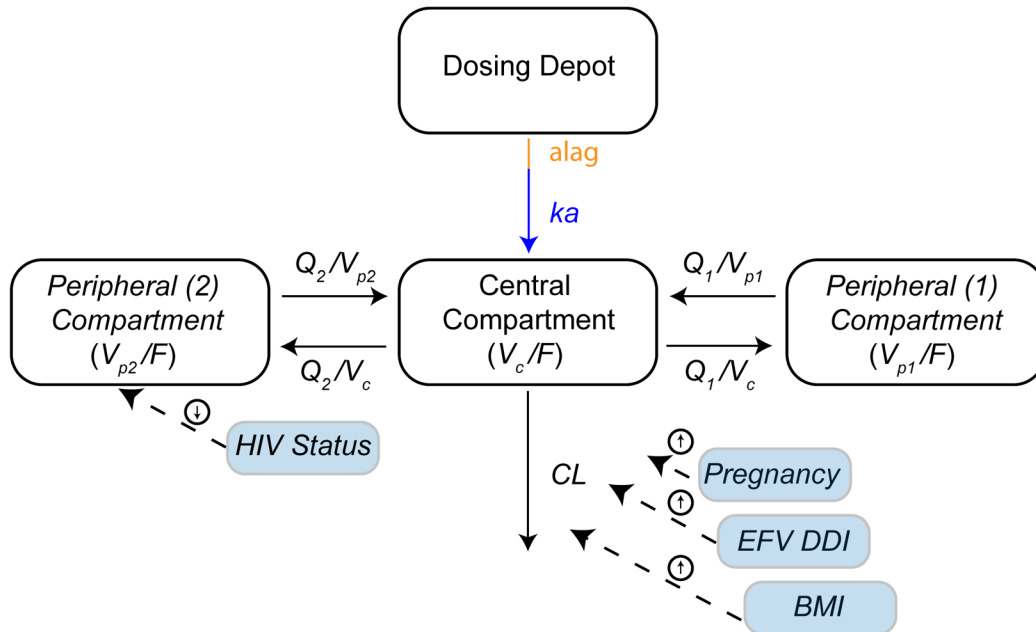 Dosing Depot
alag
ka
Q2/Vp2
Q1/Vp1
Peripheral (2)
Compartment
(Vp2/F)
Central
Compartment
(Vc/F)
Peripheral (1)
Compartment
(Vp1/F)
Q2/Vc
Q1/Vc
HIV Status
CL
Pregnancy
EFV DDI
BMI